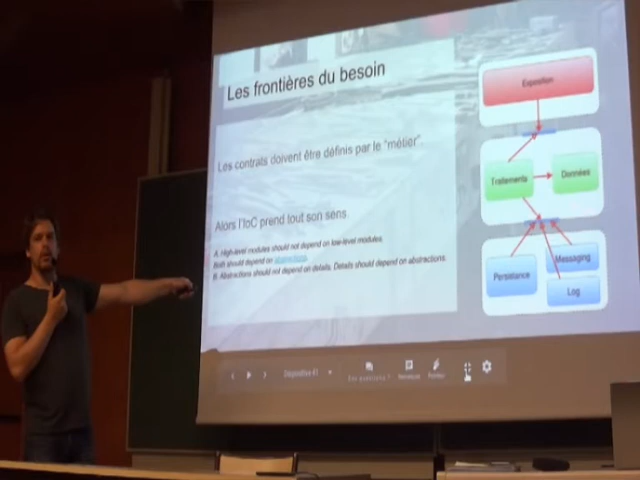 Les frontières du besoin
Les contrats doivent être définis par le "métier".
Alors l'IoC prend tout son sens
A. High-level modules should not depend on low-level modules.
Both should depend on
B. Abstractions should not depend on details. Details should depend on abstractions.
Exposition
Traitements
Données
Persistance
Messaging
Log
Diapositive 41